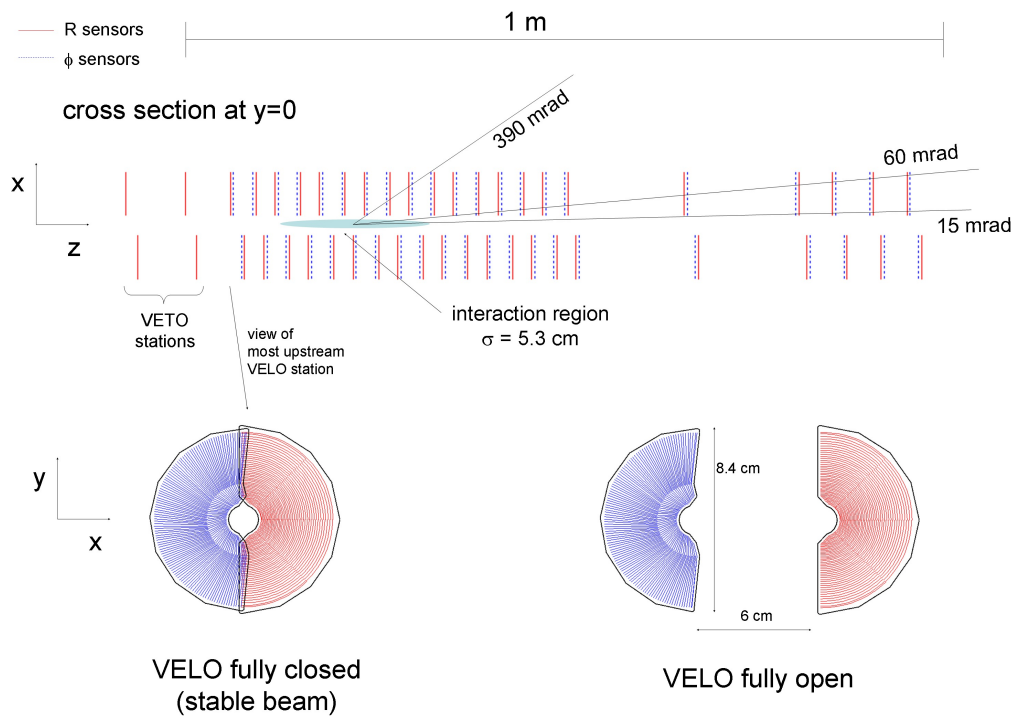 R sensors
ϕ sensors
1 m
cross section at y=0
390 mrad
60 mrad
15 mrad
x
z
VETO
stations
view of
most upstream
VELO station
interaction region
σ = 5.3 cm
y
x
8.4 cm
6 cm
VELO fully closed
(stable beam)
VELO fully open